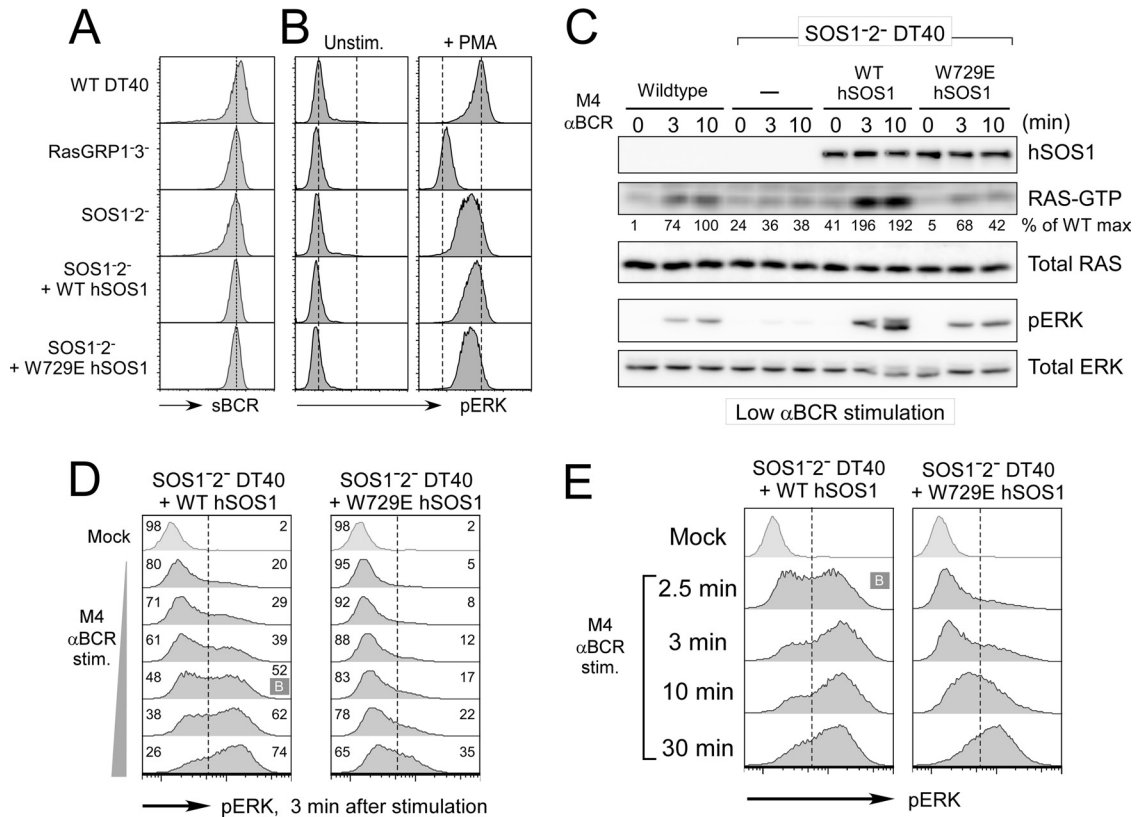 A
B
Unstim.
+ PMA
WT DT40
RasGRP1⁻3⁻
SOS1⁻2⁻
SOS1⁻2⁻
+ WT hSOS1
SOS1⁻2⁻
+ W729E hSOS1
sBCR
pERK
C
SOS1⁻2⁻ DT40
M4
αBCR
Wildtype
—
WT
hSOS1
W729E
hSOS1
0 3 10 0 3 10 0 3 10 0 3 10 (min)
hSOS1
RAS-GTP
1 74 100 24 36 38 41 196 192 5 68 42 % of WT max
Total RAS
pERK
Total ERK
Low αBCR stimulation
D
SOS1⁻2⁻ DT40
+ WT hSOS1
SOS1⁻2⁻ DT40
+ W729E hSOS1
Mock
M4
αBCR
stim.
98 2 98 2
80 20 95 5
71 29 92 8
61 39 88 12
48 52 83 17
B
38 62 78 22
26 74 65 35
pERK, 3 min after stimulation
E
SOS1⁻2⁻ DT40
+ WT hSOS1
SOS1⁻2⁻ DT40
+ W729E hSOS1
Mock
M4
αBCR
stim.
2.5 min
B
3 min
10 min
30 min
pERK